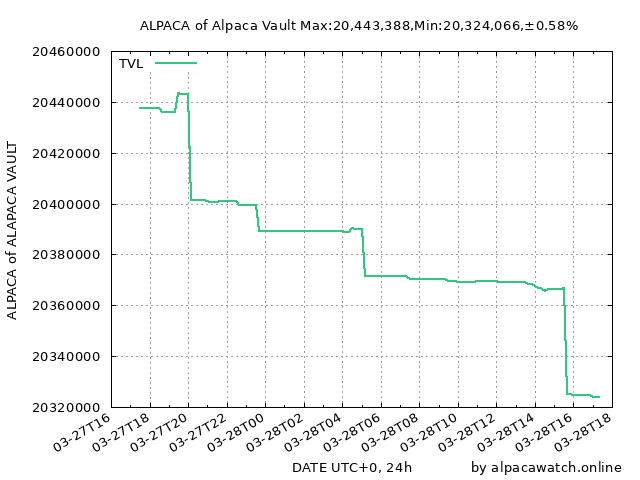 ALPACA of Alpaca Vault Max:20,443,388,Min:20,324,066,±0.58%
TVL
ALPACA of ALAPACA VAULT
20460000
20440000
20420000
20400000
20380000
20360000
20340000
20320000
03-27T16
03-27T18
03-27T20
03-27T22
03-28T00
03-28T02
03-28T04
03-28T06
03-28T08
03-28T10
03-28T12
03-28T14
03-28T16
03-28T18
DATE UTC+0, 24h
by alpacawatch.online